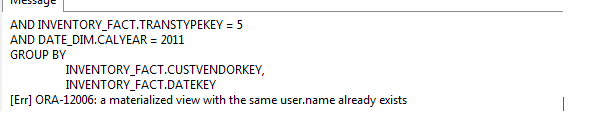 Message
AND INVENTORY_FACT.TRANSTYPEKEY = 5
AND DATE_DIM.CALYEAR = 2011
GROUP BY
INVENTORY_FACT.CUSTVENDORKEY,
INVENTORY_FACT.DATEKEY
[Err] ORA-12006: a materialized view with the same user.name already exists